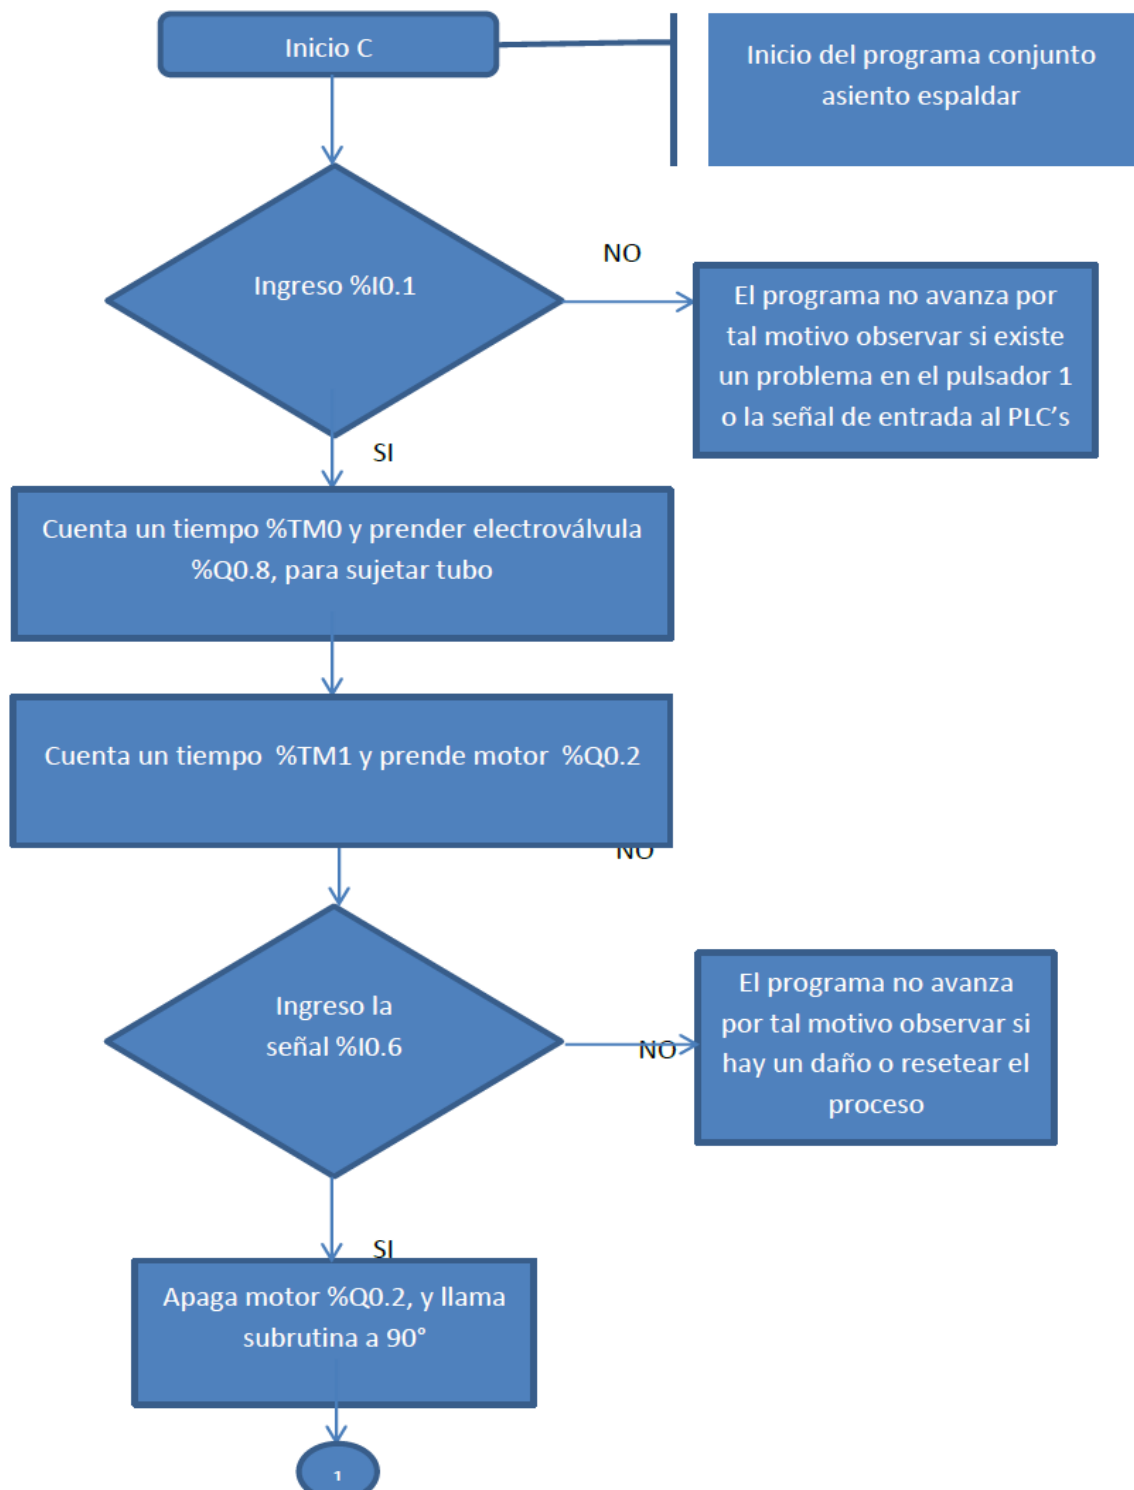 Inicio C
Inicio del programa conjunto
asiento espaldar
Ingreso %I0.1
NO
El programa no avanza por
tal motivo observar si existe
un problema en el pulsador 1
o la señal de entrada al PLC’s
SI
Cuenta un tiempo %TM0 y prender electroválvula
%Q0.8, para sujetar tubo
Cuenta un tiempo  %TM1 y prende motor  %Q0.2
NO
Ingreso la
señal %I0.6
NO
El programa no avanza
por tal motivo observar si
hay un daño o resetear el
proceso
SI
Apaga motor %Q0.2, y llama
subrutina a 90°
1